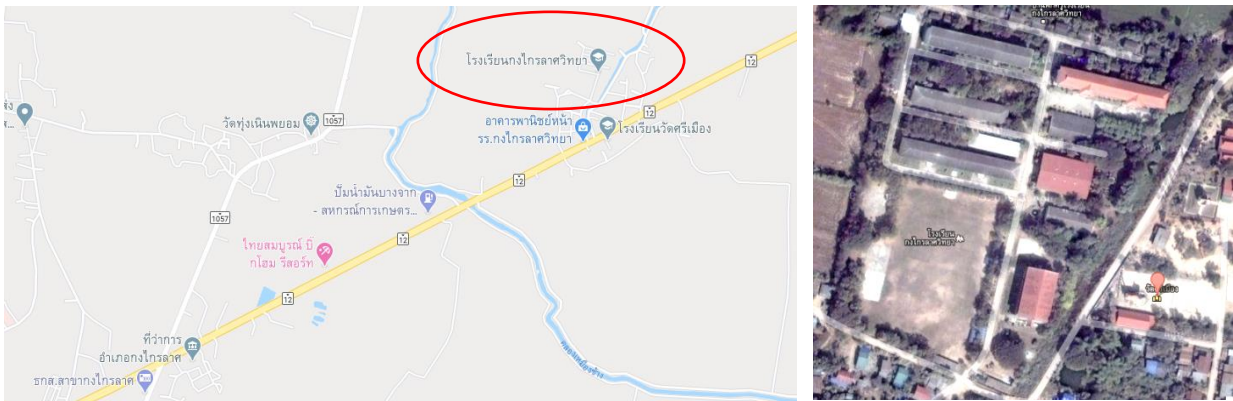 โรงเรียนกงไกรลาศวิทยา
12
วัดทุ่งเนินพยอม
1057
อาคารพานิชย์หน้า
รร.กงไกรลาศวิทยา
โรงเรียนวัดศรีเมือง
12
12
ปั๊มน้ำมันบางจาก
- สหกรณ์การเกษตร...
1057
12
ไทยสมบูรณ์ บิ๊
กโฮม รีสอร์ท
12
ที่ว่าการ
อำเภอกงไกรลาศ
ธกส.สาขากงไกรลาศ
โรงเรียน
กงไกรลาศวิทยา